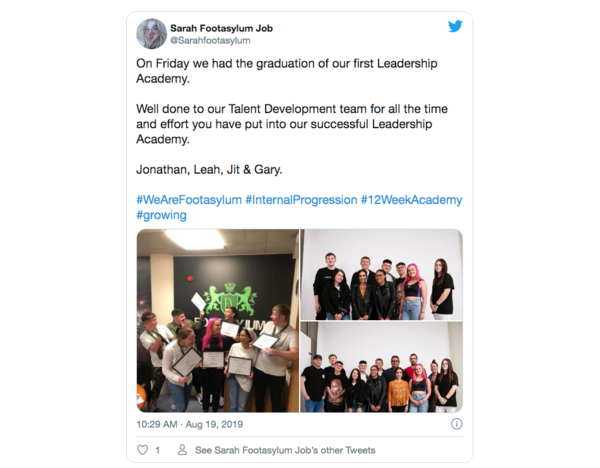 Sarah Footasylum Job
@Sarahfootasylum
On Friday we had the graduation of our first Leadership
Academy.
Well done to our Talent Development team for all the time
and effort you have put into our successful Leadership
Academy.
Jonathan, Leah, Jit & Gary.
#WeAreFootasylum #InternalProgression #12WeekAcademy
#growing
10:29 AM · Aug 19, 2019
1
See Sarah Footasylum Job's other Tweets